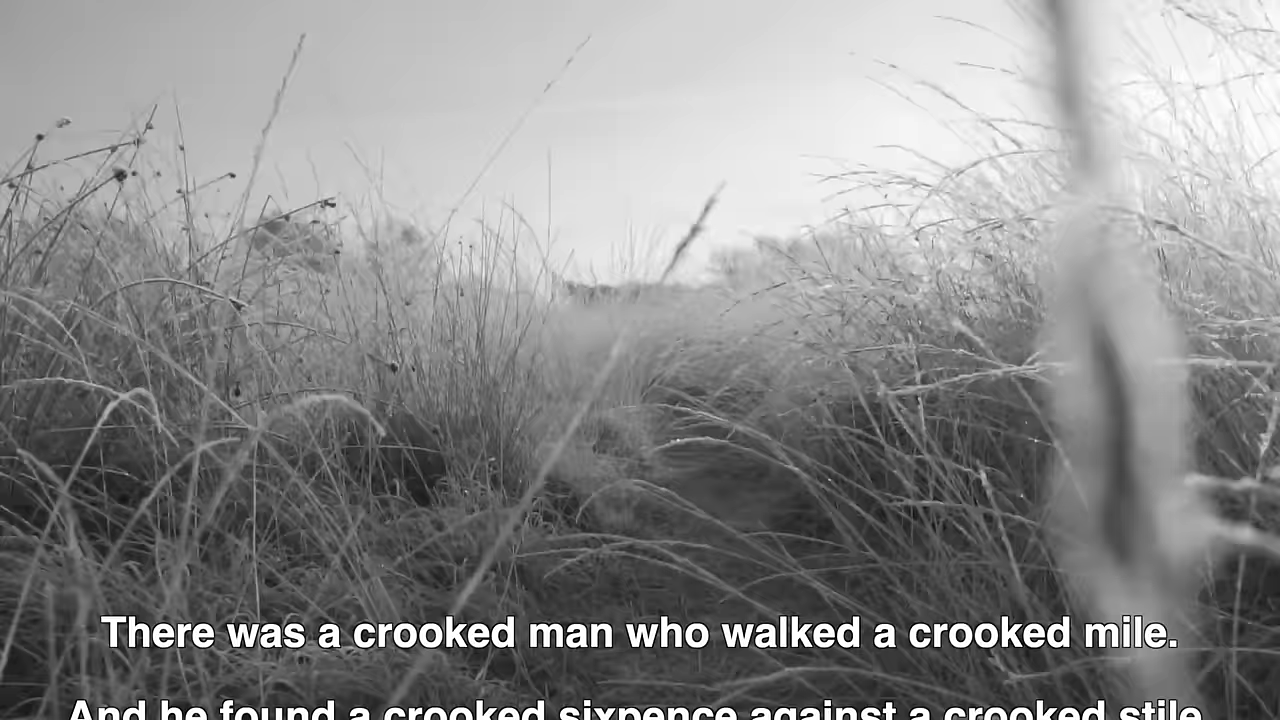 There was a crooked man who walked a crooked mile.
And he found a crooked sixpence against a crooked stile